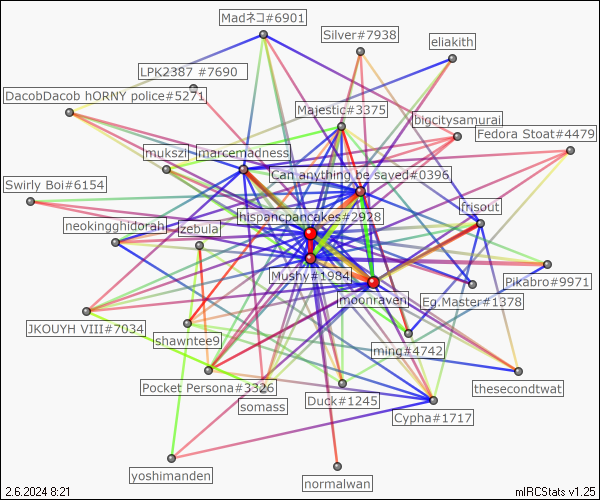 Madネコ#6901
Silver#7938
eliakith
LPK2387 #7690
DacobDacob hORNY police#5271
Majestic#3375
bigcitysamurai
Fedora Stoat#4479
mukszi
marcemadness
Can anything be saved#0396
Swirly Boi#6154
hispancpancakes#2928
frisout
neokingghidorah
zebula
Mushy#1984
Pikabro#9971
moonraven
Eg.Master#1378
JKOUYH VIII#7034
shawntee9
ming#4742
Pocket Persona#3326
thesecondtwat
somass
Duck#1245
Cypha#1717
yoshimanden
normalwan
2.6.2024 8:21
mIRCStats v1.25